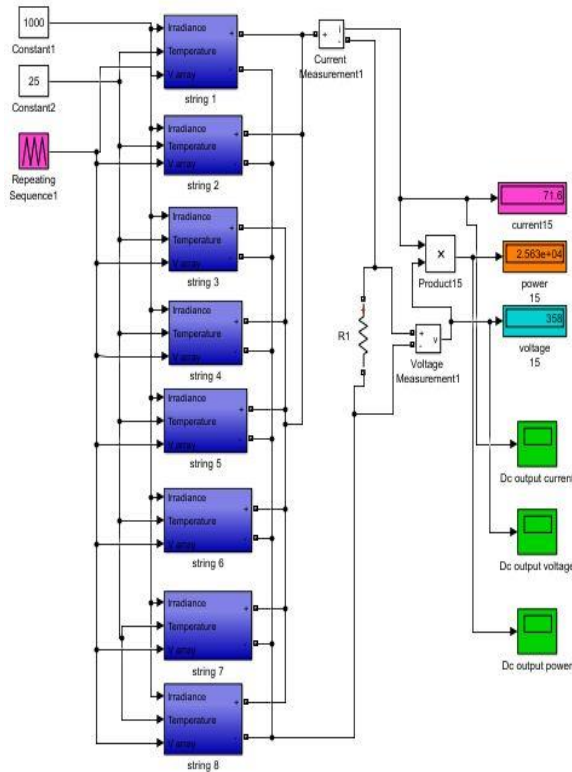 1000
Constant1
25
Constant2
Repeating
Sequence1
Irradiance
Temperature
V array
+
-
string 1
Irradiance
Temperature
V array
+
-
string 2
Irradiance
Temperature
V array
+
-
string 3
Irradiance
Temperature
V array
+
-
string 4
Irradiance
Temperature
V array
+
-
string 5
Irradiance
Temperature
V array
+
-
string 6
Irradiance
Temperature
V array
+
-
string 7
Irradiance
Temperature
V array
+
-
string 8
+
i
-
Current
Measurement1
R1
+
+
-
v
Voltage
Measurement1
×
Product15
71.6
current15
2.563e+04
power
15
358
voltage
15
Dc output current
Dc output voltage
Dc output power